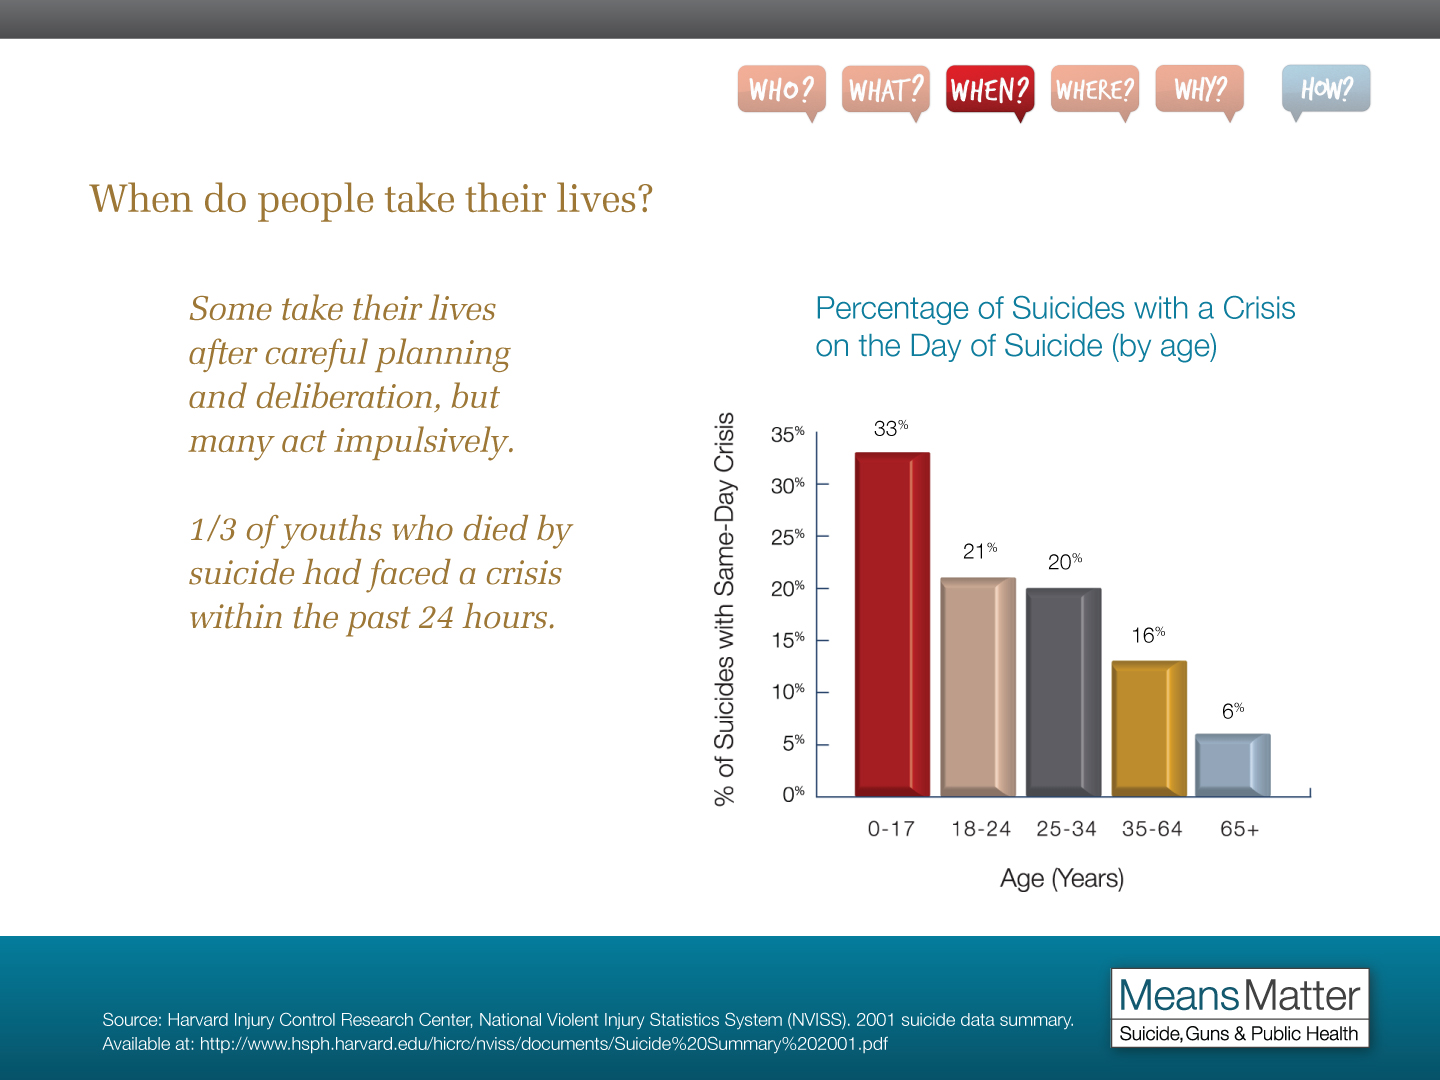 WHO?
WHAT?
WHEN?
WHERE?
WHY?
HOW?
When do people take their lives?
Some take their lives
after careful planning
and deliberation, but
many act impulsively.
1/3 of youths who died by
suicide had faced a crisis
within the past 24 hours.
Percentage of Suicides with a Crisis
on the Day of Suicide (by age)
% of Suicides with Same-Day Crisis
35%
30%
25%
20%
15%
10%
5%
0%
33%
21%
20%
16%
6%
0-17
18-24
25-34
35-64
65+
Age (Years)
Source: Harvard Injury Control Research Center, National Violent Injury Statistics System (NVISS). 2001 suicide data summary.
Available at: http://www.hsph.harvard.edu/hicrc/nviss/documents/Suicide%20Summary%202001.pdf
MeansMatter
Suicide, Guns & Public Health